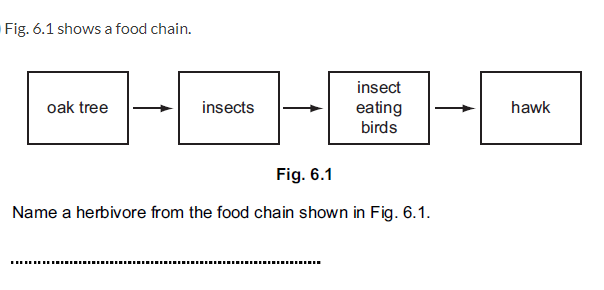 Fig. 6.1 shows a food chain.
oak tree
insects
insect
eating
birds
hawk
Fig. 6.1
Name a herbivore from the food chain shown in Fig. 6.1.